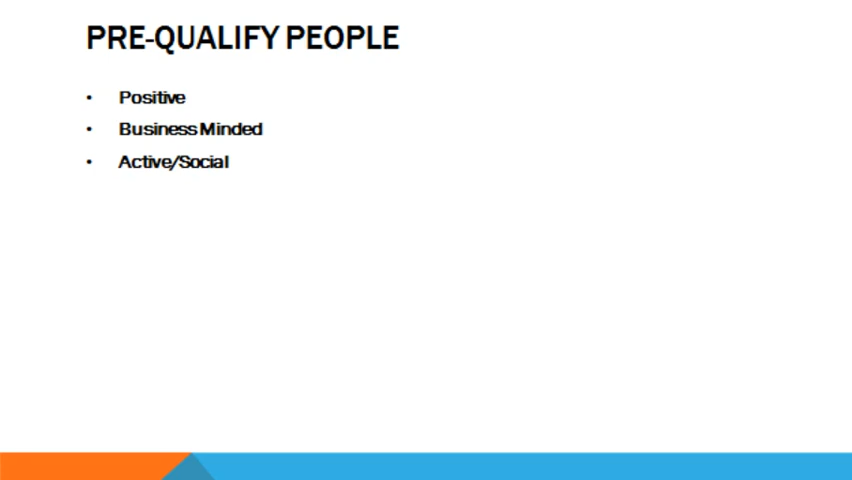 PRE-QUALIFY PEOPLE
• Positive
• Business Minded
• Active/Social